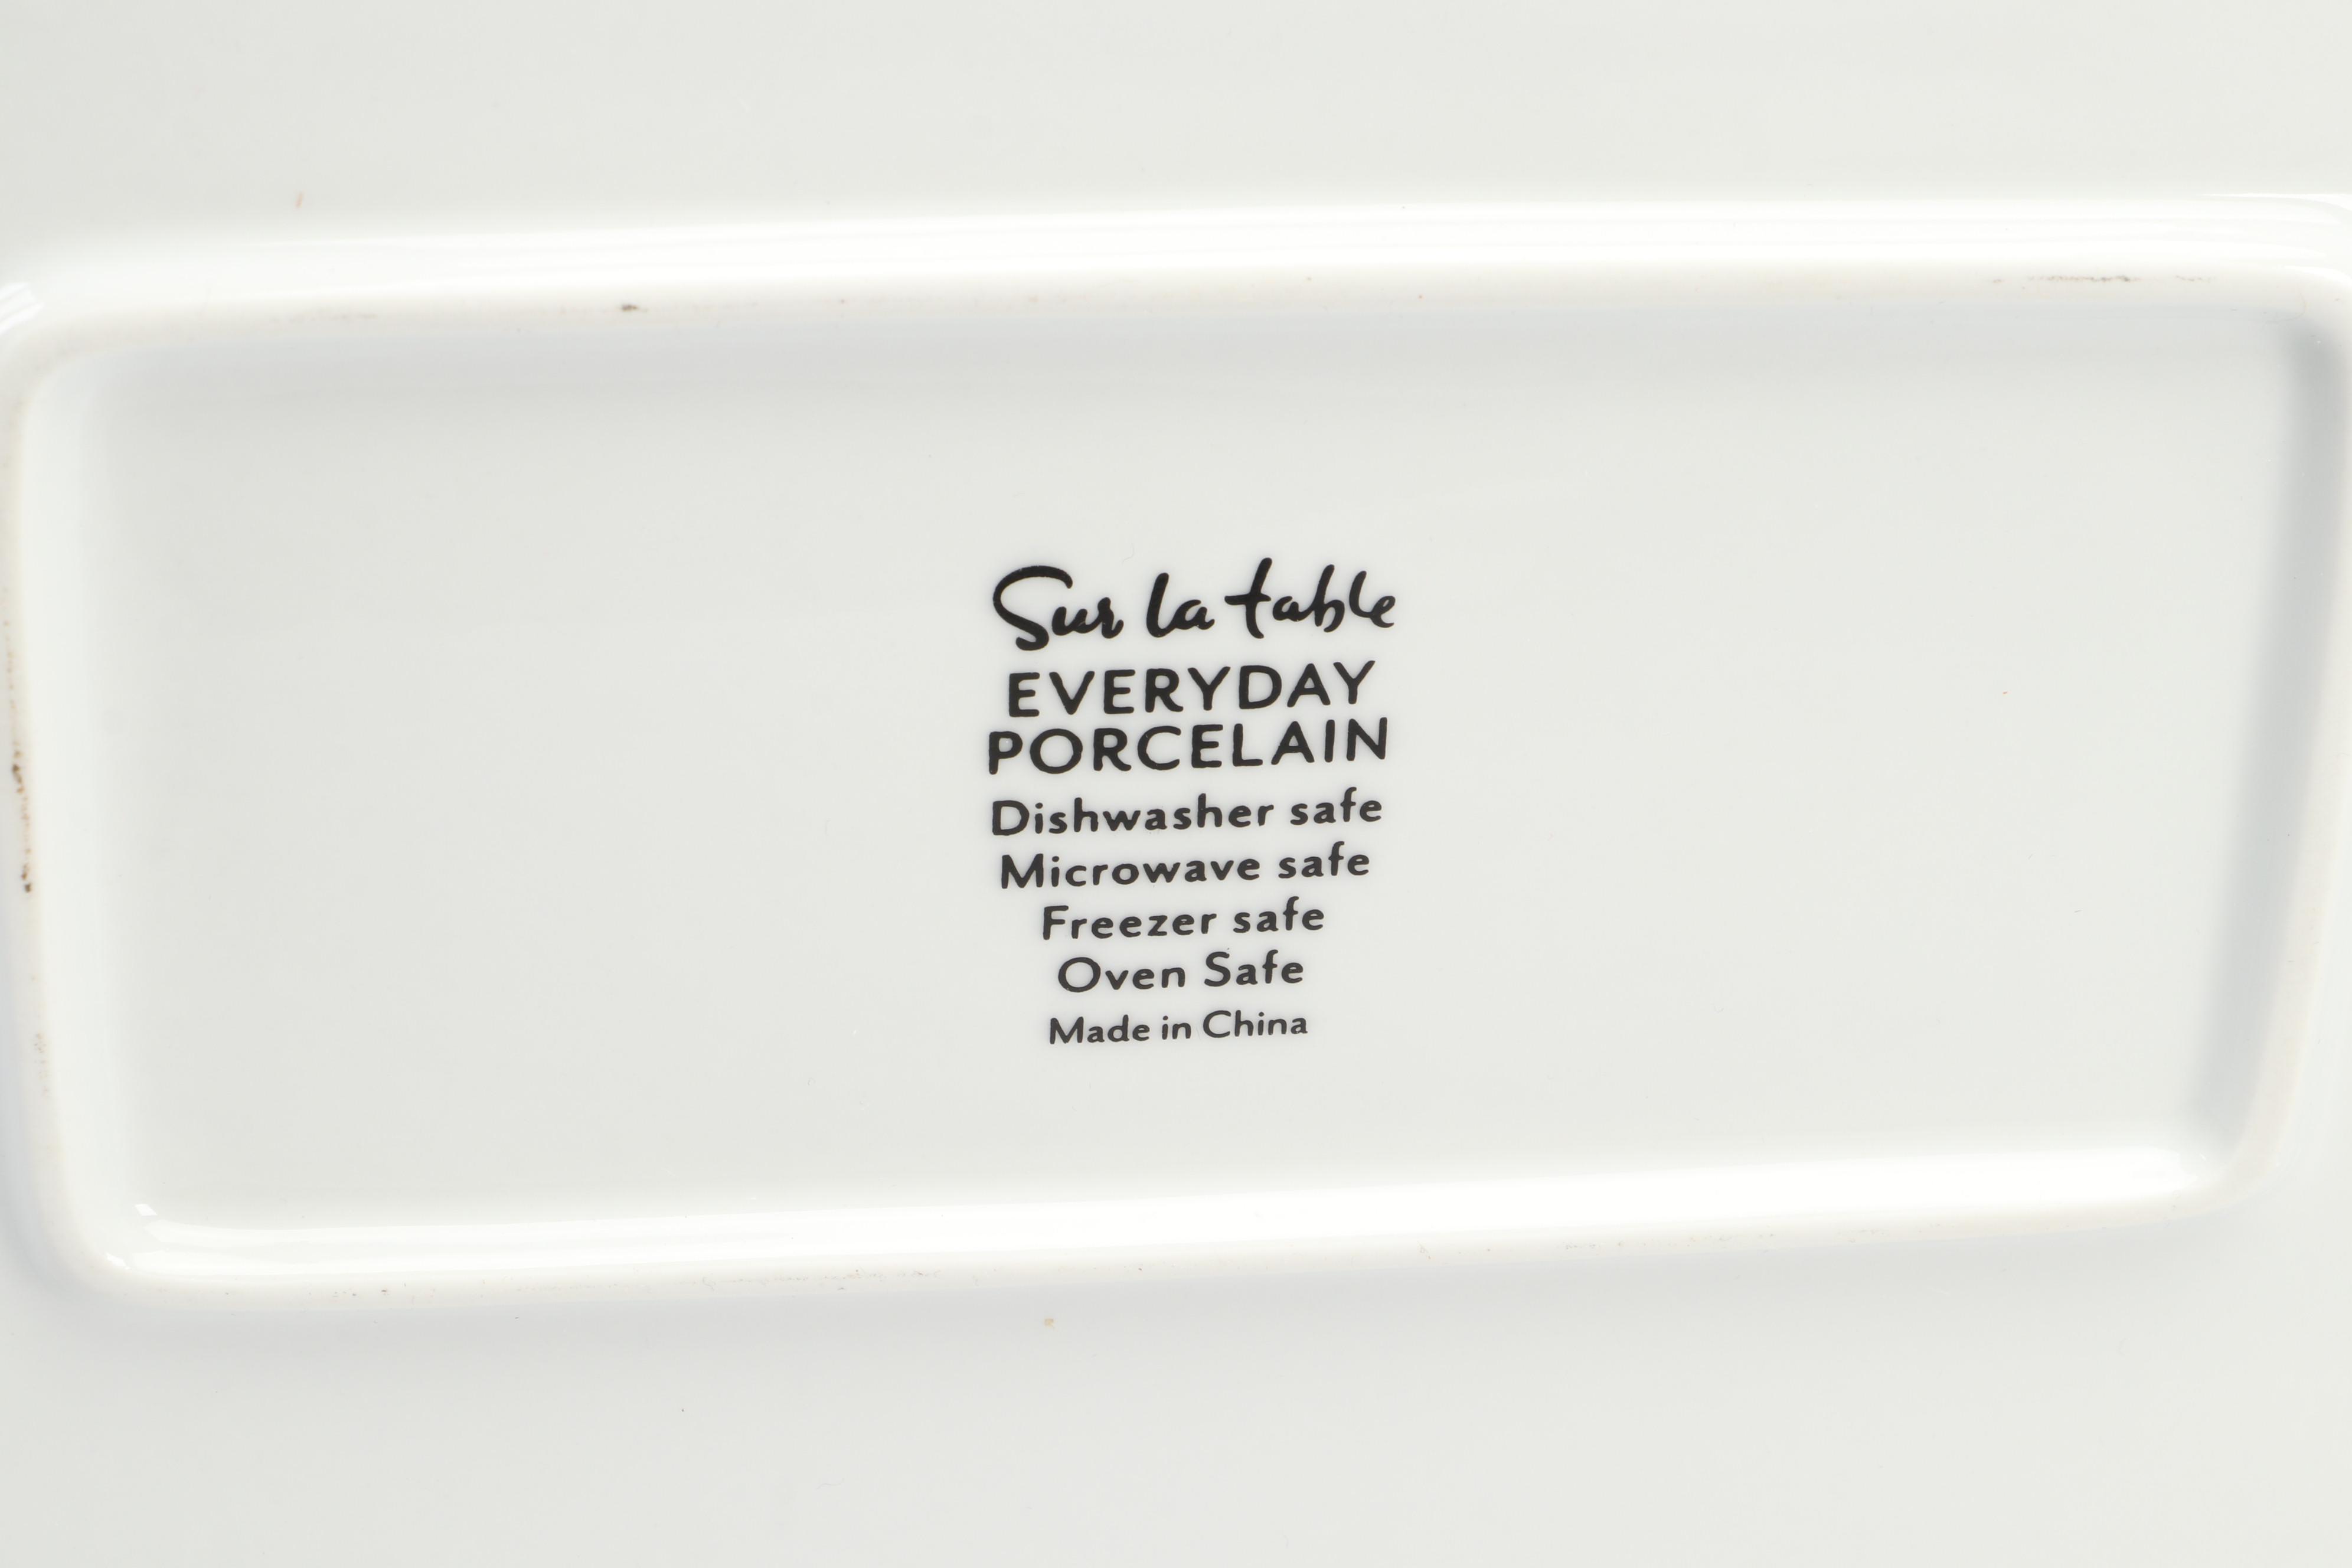 Sur la table
EVERYDAY
PORCELAIN
Dishwasher safe
Microwave safe
Freezer safe
Oven Safe
Made in China